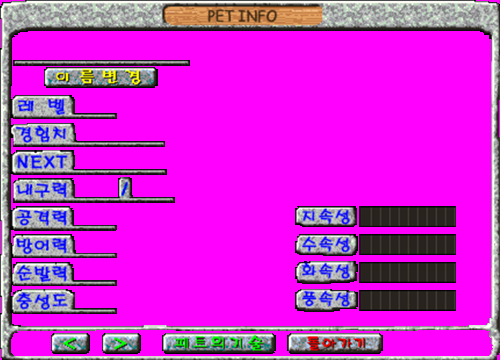 PET INFO
이름변경
레 벨
경험치
NEXT
내구력 /
공격력 지속성
방어력 수속성
순발력 화속성
충성도 풍속성
< > 페트의기술 돌아가기